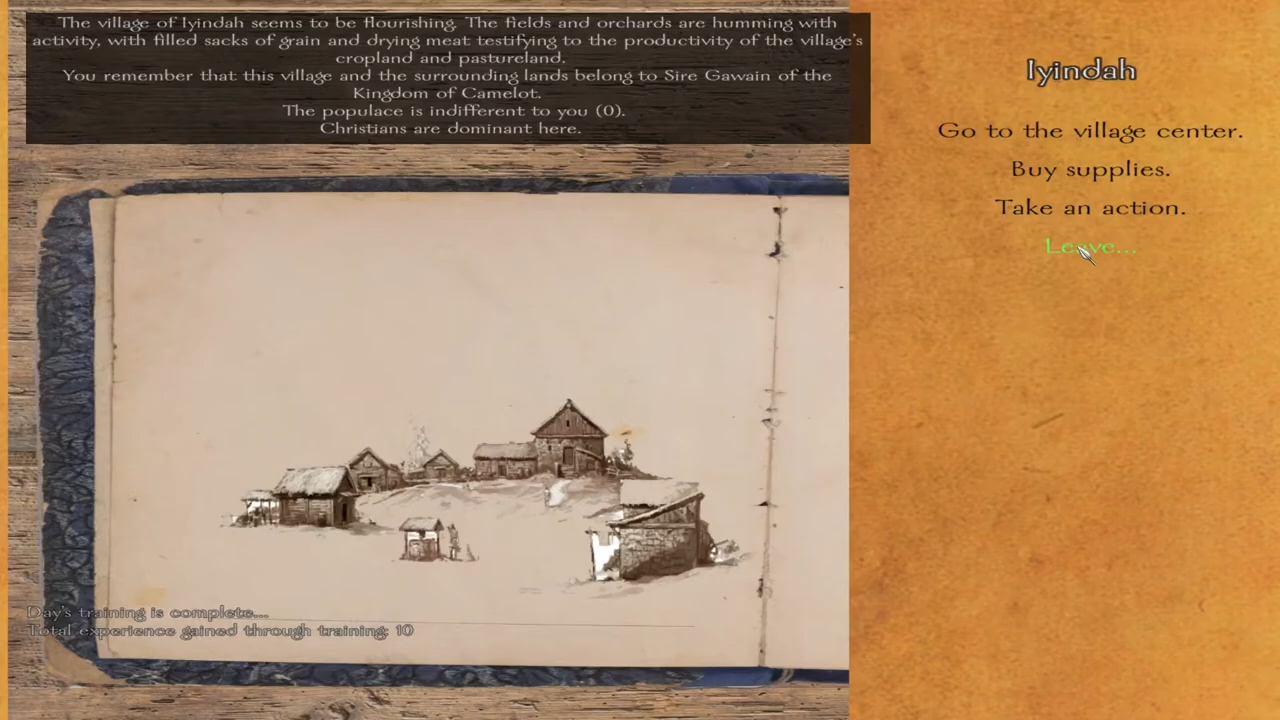 The village of Iyindah seems to be flourishing. The fields and orchards are humming with
activity, with filled sacks of grain and drying meat testifying to the productivity of the village's
cropland and pastureland.
You remember that this village and the surrounding lands belong to Sire Gawain of the
Kingdom of Camelot.
The populace is indifferent to you (0).
Christians are dominant here.
Iyindah
Go to the village center.
Buy supplies.
Take an action.
Leave...
Day's training is complete...
Total experience gained through training: 10